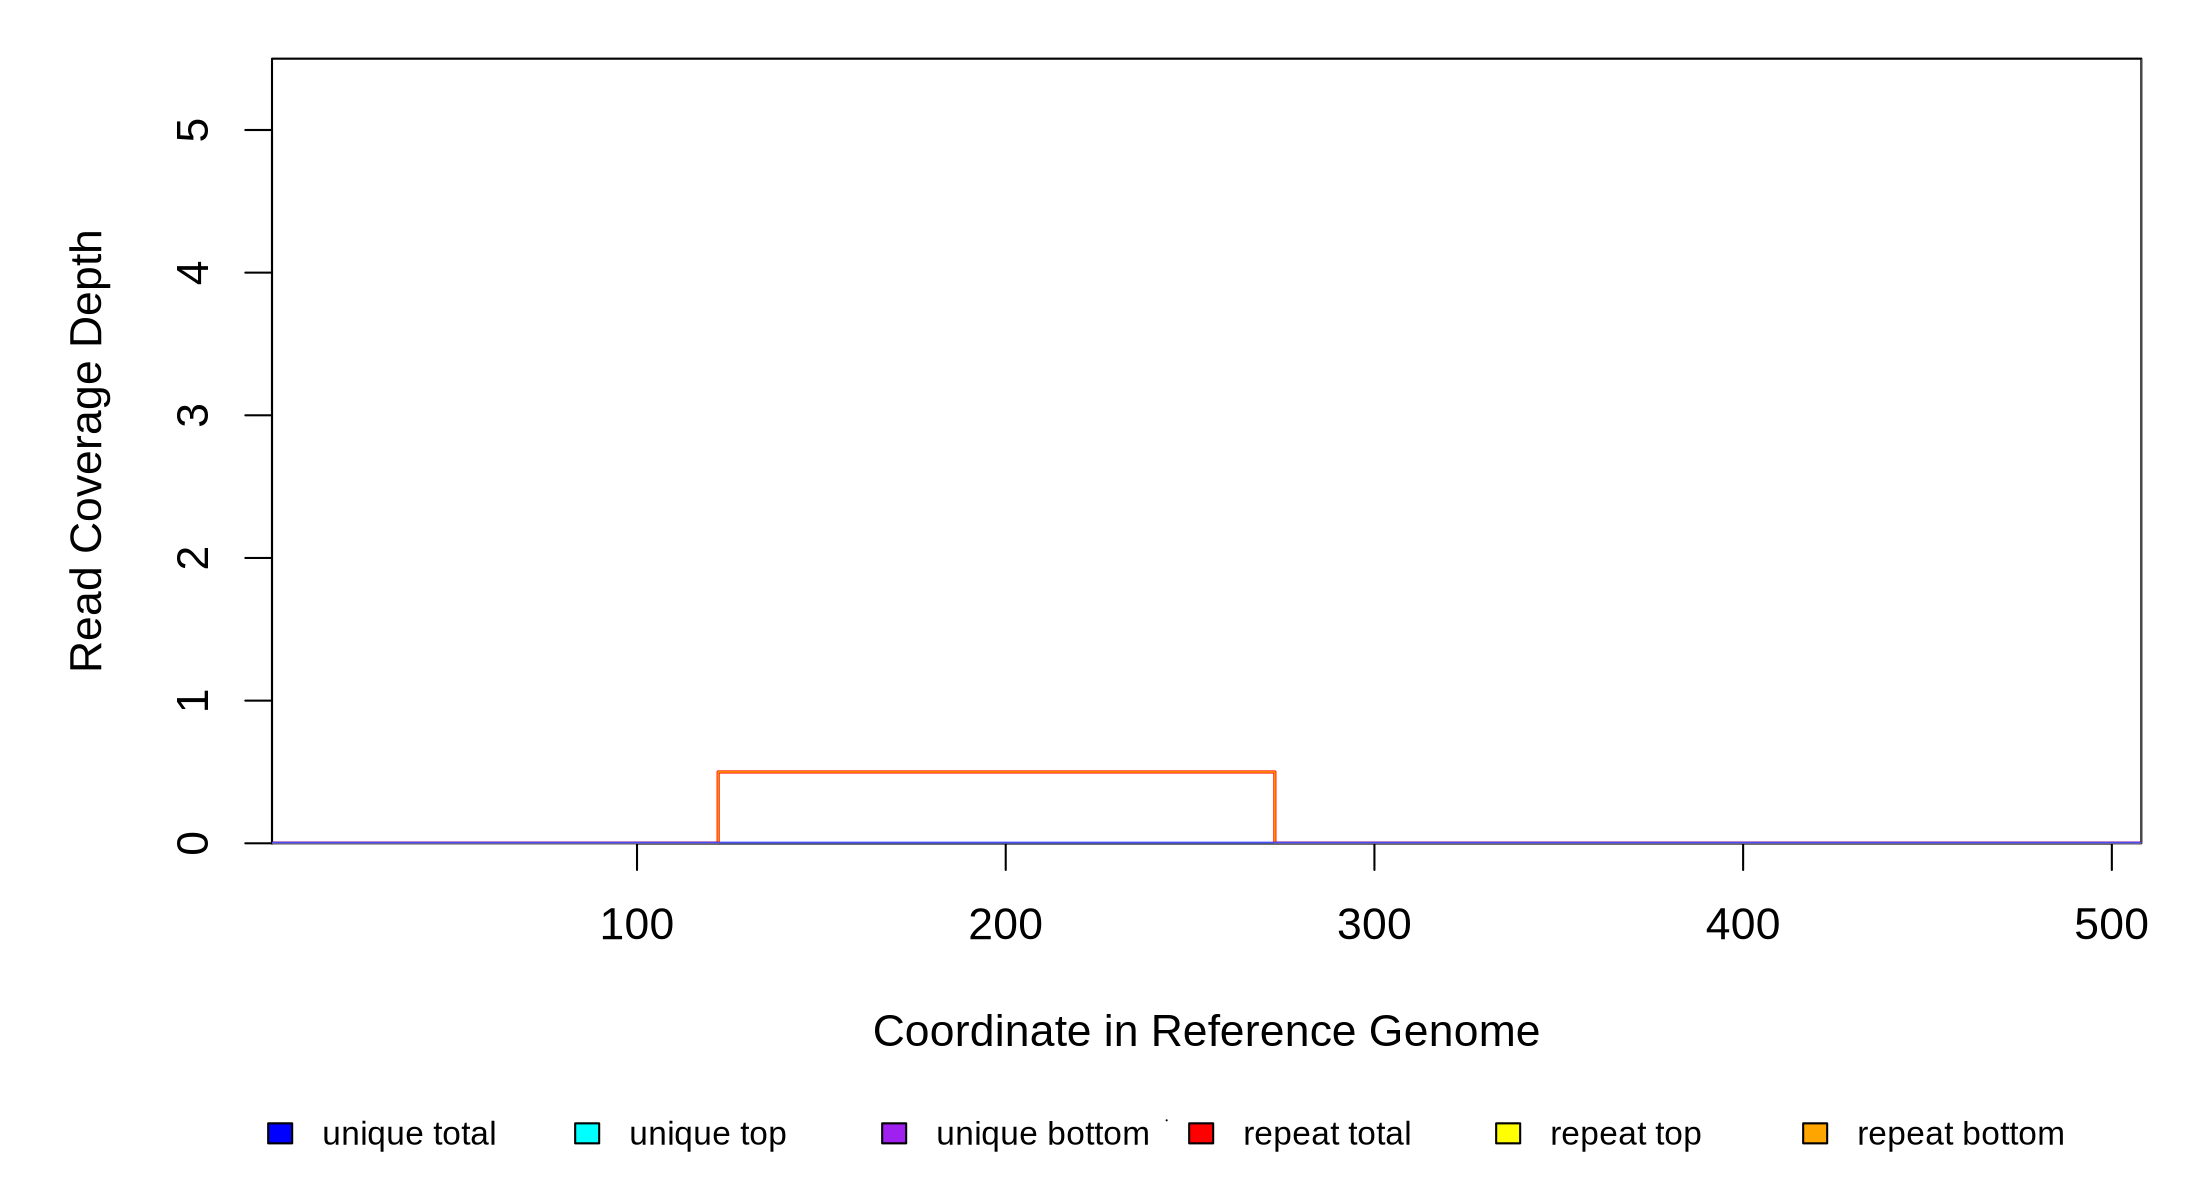 Read Coverage Depth
5
4
3
2
1
0
100 200 300 400 500
Coordinate in Reference Genome
unique total unique top unique bottom repeat total repeat top repeat bottom